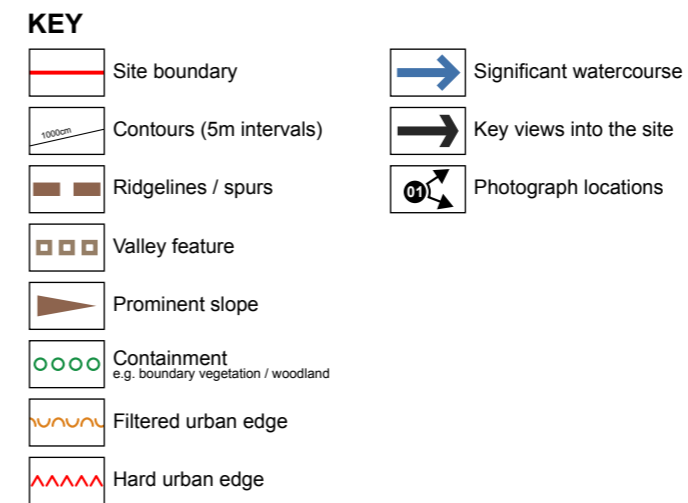 KEY
Site boundary
1000cm
Contours (5m intervals)
Ridgelines / spurs
Valley feature
Prominent slope
Containment
e.g. boundary vegetation / woodland
Filtered urban edge
Hard urban edge
Significant watercourse
Key views into the site
01
Photograph locations